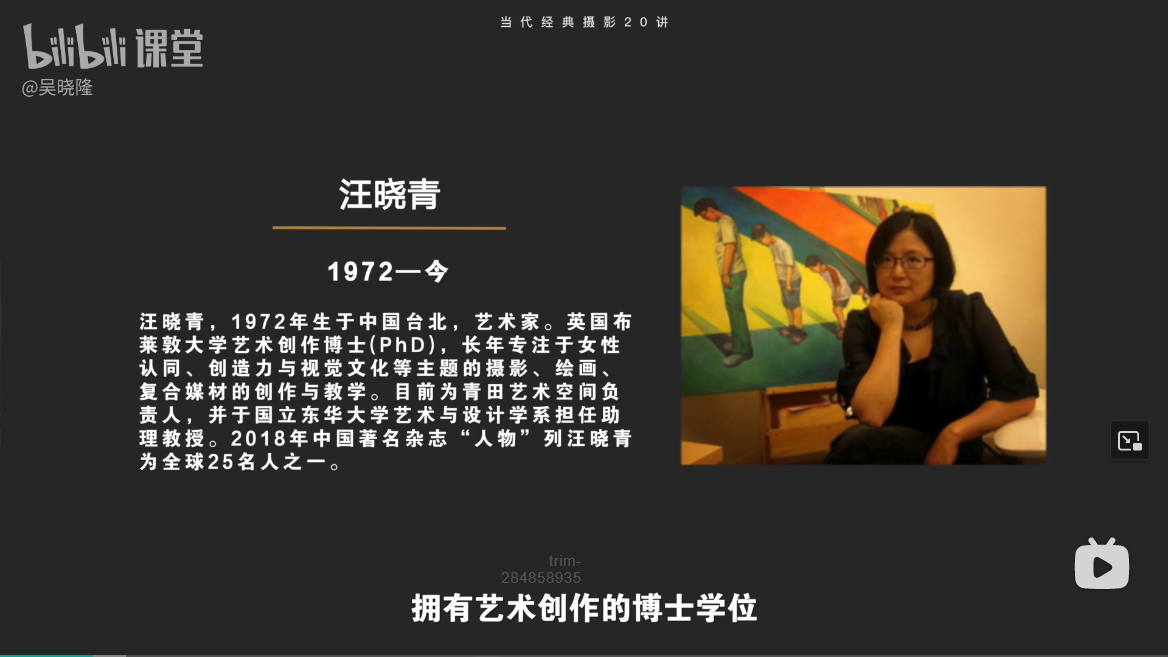 当代经典摄影20讲
bilibili 课堂
@吴晓隆
汪晓青
1972—今
汪晓青，1972年生于中国台北，艺术家。英国布
莱敦大学艺术创作博士(PhD)，长年专注于女性
认同、创造力与视觉文化等主题的摄影、绘画、
复合媒材的创作与教学。目前为青田艺术空间负
责人，并于国立东华大学艺术与设计学系担任助
理教授。2018年中国著名杂志“人物”列汪晓青
为全球25名人之一。
trim-
284858935
拥有艺术创作的博士学位